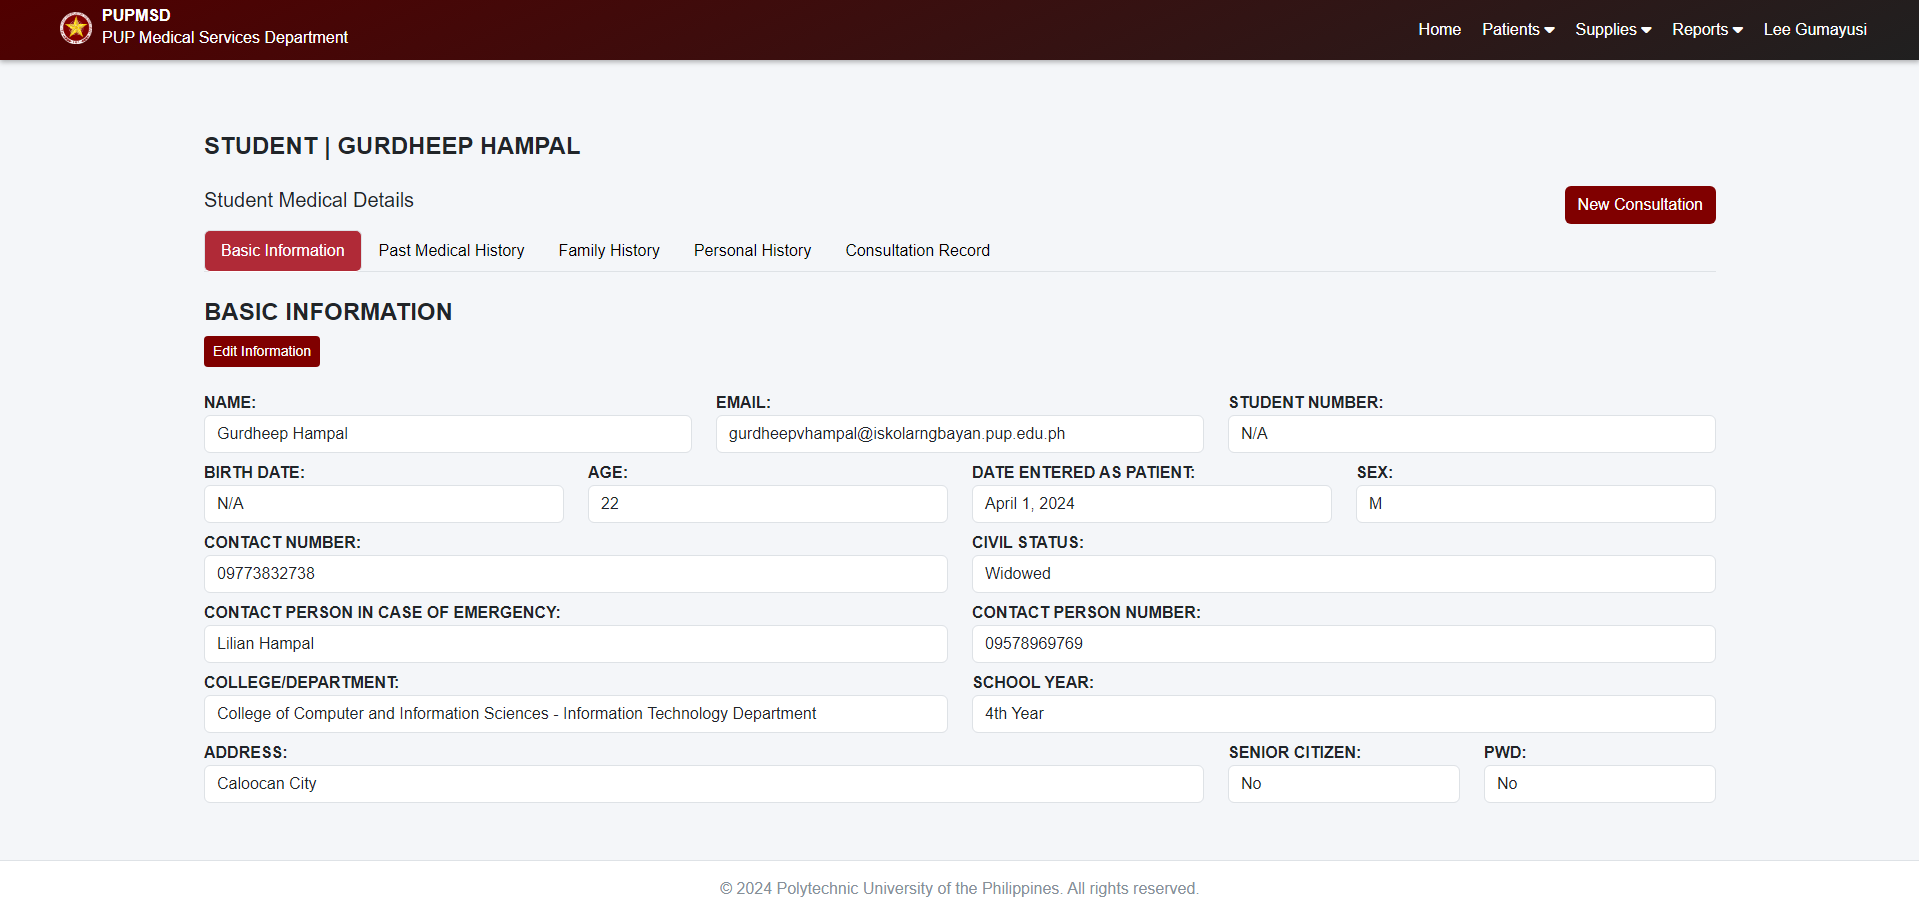 PUPMSD
PUP Medical Services Department
Home Patients Supplies Reports Lee Gumayusi
STUDENT | GURDHEEP HAMPAL
Student Medical Details
New Consultation
Basic Information Past Medical History Family History Personal History Consultation Record
BASIC INFORMATION
Edit Information
NAME: EMAIL: STUDENT NUMBER:
Gurdheep Hampal gurdheepvhampal@iskolarngbayan.pup.edu.ph N/A
BIRTH DATE: AGE: DATE ENTERED AS PATIENT: SEX:
N/A 22 April 1, 2024 M
CONTACT NUMBER: CIVIL STATUS:
09773832738 Widowed
CONTACT PERSON IN CASE OF EMERGENCY: CONTACT PERSON NUMBER:
Lilian Hampal 09578969769
COLLEGE/DEPARTMENT: SCHOOL YEAR:
College of Computer and Information Sciences - Information Technology Department 4th Year
ADDRESS: SENIOR CITIZEN: PWD:
Caloocan City No No
© 2024 Polytechnic University of the Philippines. All rights reserved.